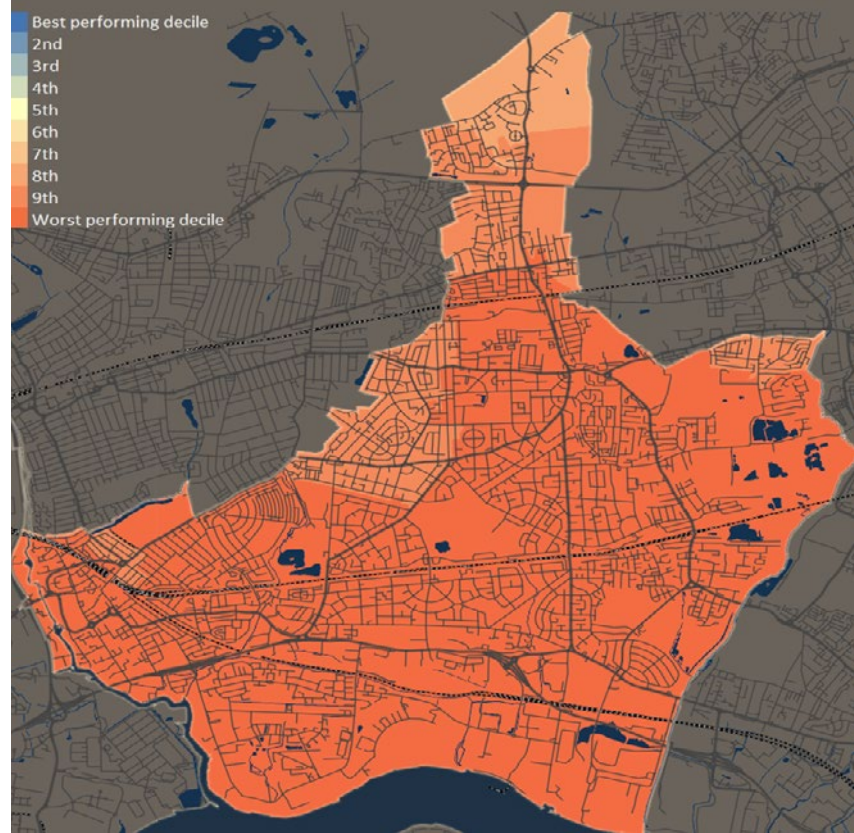 Best performing decile
2nd
3rd
4th
5th
6th
7th
8th
9th
Worst performing decile